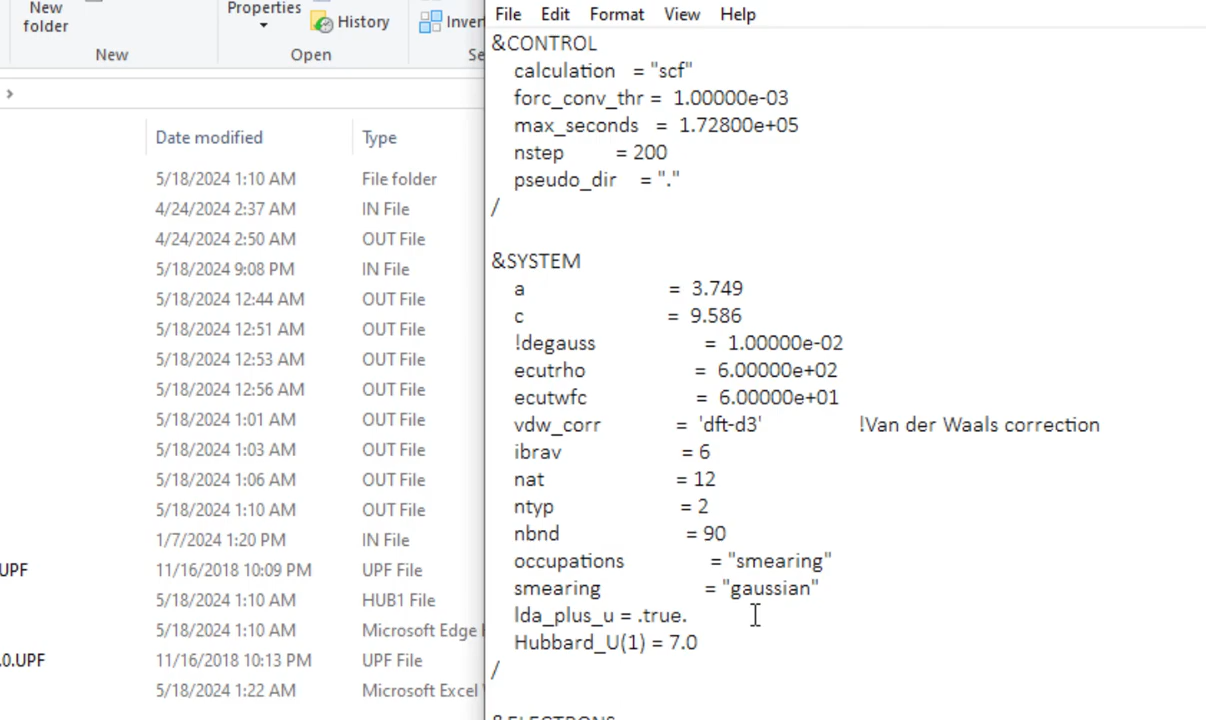 New
folder
Properties
History
Invert
New
Open
Se
>
Date modified
Type
5/18/2024 1:10 AM
File folder
4/24/2024 2:37 AM
IN File
4/24/2024 2:50 AM
OUT File
5/18/2024 9:08 PM
IN File
5/18/2024 12:44 AM
OUT File
5/18/2024 12:51 AM
OUT File
5/18/2024 12:53 AM
OUT File
5/18/2024 12:56 AM
OUT File
5/18/2024 1:01 AM
OUT File
5/18/2024 1:03 AM
OUT File
5/18/2024 1:06 AM
OUT File
5/18/2024 1:10 AM
OUT File
1/7/2024 1:20 PM
IN File
UPF
11/16/2018 10:09 PM
UPF File
5/18/2024 1:10 AM
HUB1 File
5/18/2024 1:10 AM
Microsoft Edge
.0.UPF
11/16/2018 10:13 PM
UPF File
5/18/2024 1:22 AM
Microsoft Excel
File Edit Format View Help
&CONTROL
calculation = "scf"
forc_conv_thr = 1.00000e-03
max_seconds = 1.72800e+05
nstep = 200
pseudo_dir = "."
/
&SYSTEM
a = 3.749
c = 9.586
!degauss = 1.00000e-02
ecutrho = 6.00000e+02
ecutwfc = 6.00000e+01
vdw_corr = 'dft-d3' !Van der Waals correction
ibrav = 6
nat = 12
ntyp = 2
nbnd = 90
occupations = "smearing"
smearing = "gaussian"
lda_plus_u = .true.
Hubbard_U(1) = 7.0
/
&ELECTRONS